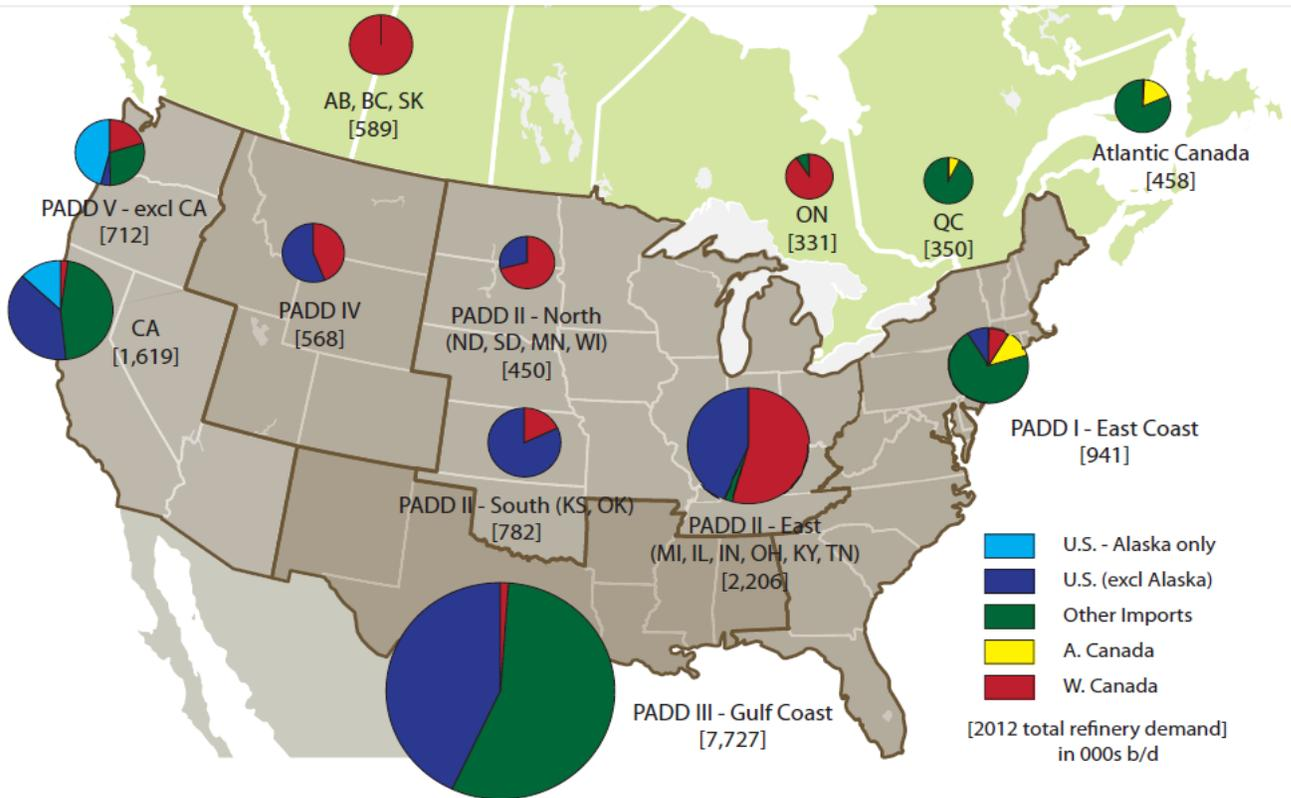 AB, BC, SK
[589]
Atlantic Canada
[458]
PADD V - excl CA
[712]
ON
[331]
QC
[350]
PADD IV
[568]
PADD II - North
(ND, SD, MN, WI)
[450]
CA
[1,619]
PADD I - East Coast
[941]
PADD II - South (KS, OK)
[782]
PADD II - East
(MI, IL, IN, OH, KY, TN)
[2,206]
PADD III - Gulf Coast
[7,727]
U.S. - Alaska only
U.S. (excl Alaska)
Other Imports
A. Canada
W. Canada
[2012 total refinery demand]
in 000s b/d